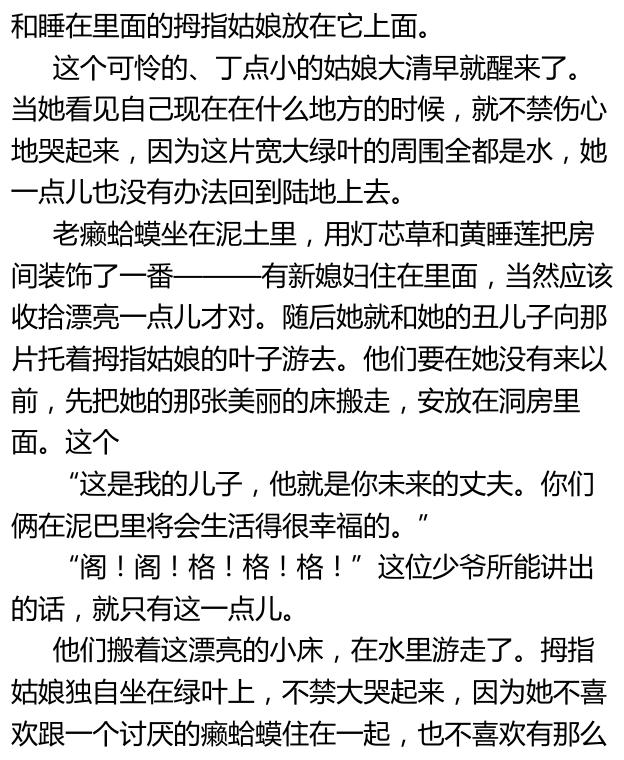 和睡在里面的拇指姑娘放在它上面。
这个可怜的、丁点小的姑娘大清早就醒来了。
当她看见自己现在在什么地方的时候，就不禁伤心
地哭起来，因为这片宽大绿叶的周围全都是水，她
一点儿也没有办法回到陆地上去。
老癞蛤蟆坐在泥土里，用灯芯草和黄睡莲把房
间装饰了一番————有新媳妇住在里面，当然应该
收拾漂亮一点儿才对。随后她就和她的丑儿子向那
片托着拇指姑娘的叶子游去。他们要在她没有来以
前，先把她的那张美丽的床搬走，安放在洞房里
面。这个
“这是我的儿子，他就是你未来的丈夫。你们
俩在泥巴里将会生活得很幸福的。”
“阁！阁！格！格！格！”这位少爷所能讲出
的话，就只有这一点儿。
他们搬着这漂亮的小床，在水里游走了。拇指
姑娘独自坐在绿叶上，不禁大哭起来，因为她不喜
欢跟一个讨厌的癞蛤蟆住在一起，也不喜欢有那么